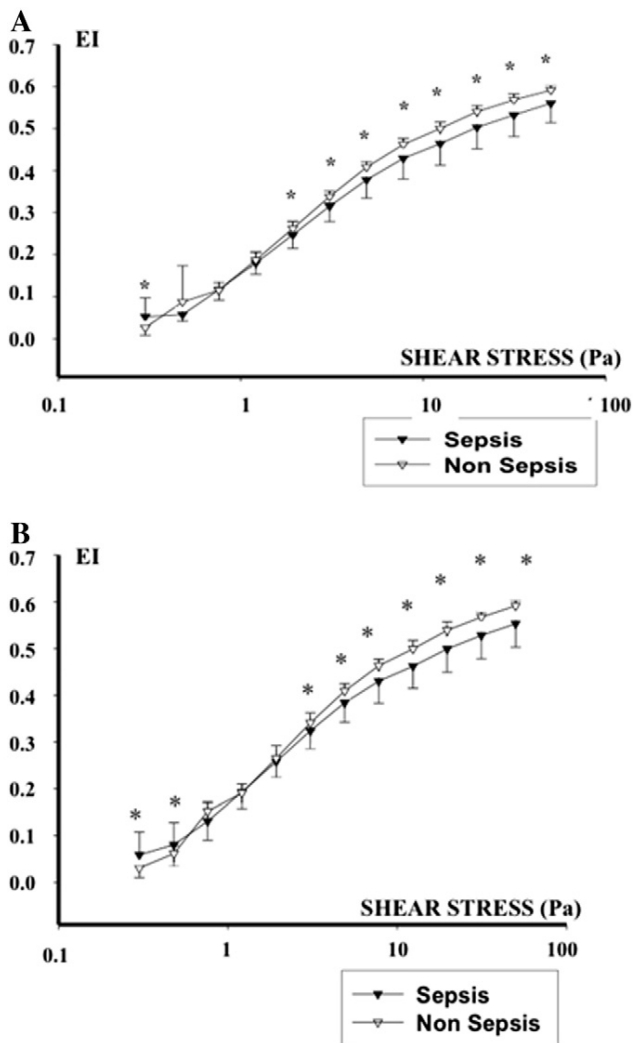 A
EI
0.7
0.6
0.5
0.4
0.3
0.2
0.1
0.0
* * * * * * * * * *
SHEAR STRESS (Pa)
0.1 1 10 100
Sepsis
Non Sepsis
B
EI
0.7
0.6
0.5
0.4
0.3
0.2
0.1
0.0
* * * * * * * * * *
SHEAR STRESS (Pa)
0.1 1 10 100
Sepsis
Non Sepsis